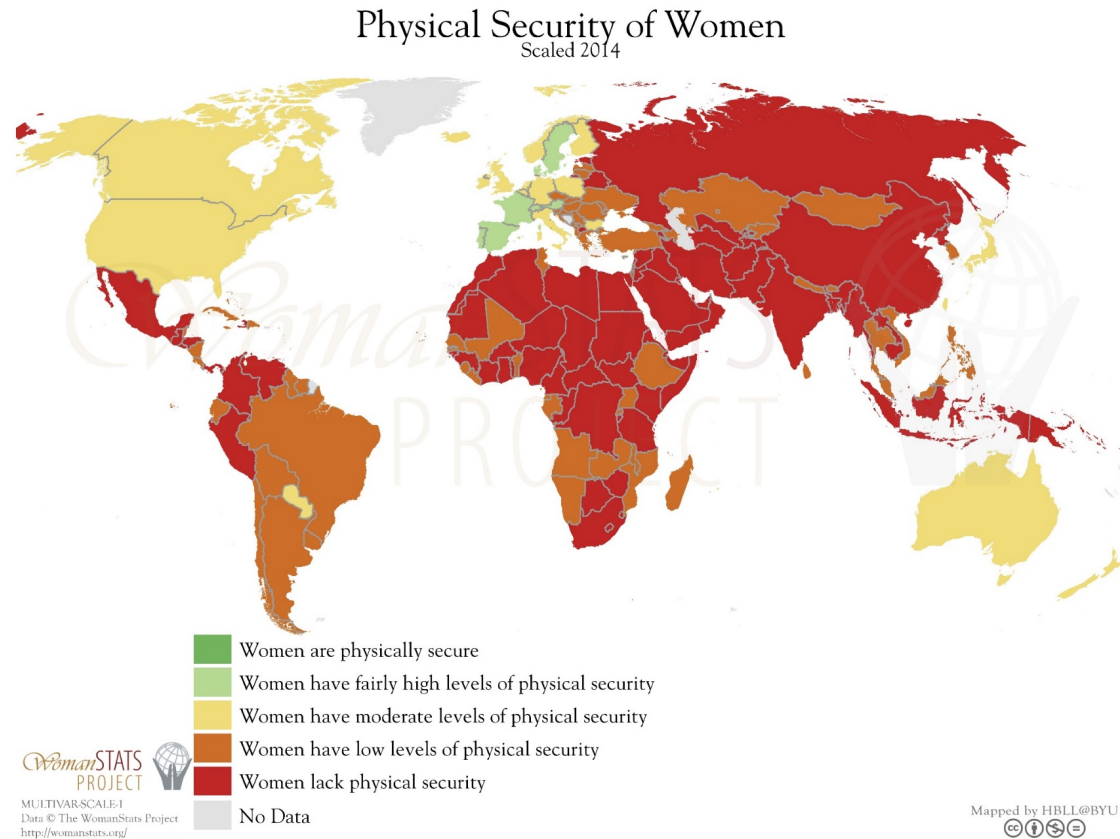 Physical Security of Women
Scaled 2014
WomanSTATS
PROJECT
Women are physically secure
Women have fairly high levels of physical security
Women have moderate levels of physical security
Women have low levels of physical security
Women lack physical security
No Data
WomanSTATS
PROJECT
MULTIVAR-SCALE-1
Data © The WomanStats Project
http://womanstats.org/
Mapped by HBLL@BYU